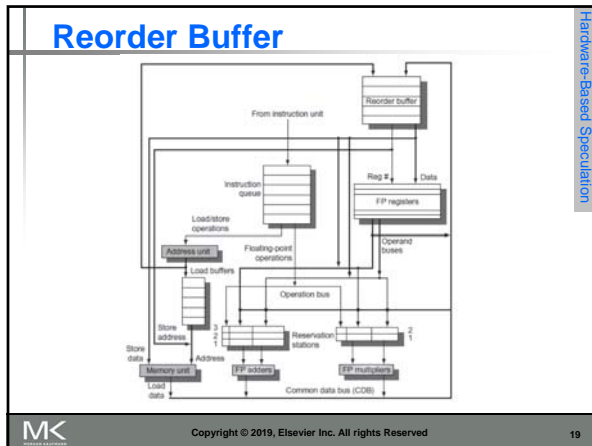 Reorder Buffer
Hardware-Based Speculation
Reorder buffer
From instruction unit
Reg #
Data
Instruction
queue
FP registers
Load/store
operations
Operand
buses
Address unit
Floating-point
operations
Load buffers
Operation bus
Store
address
3
2
1
Reservation
stations
2
1
Store
data
Address
Memory unit
FP adders
FP multipliers
Load
data
Common data bus (CDB)
MK
MORGAN KAUFMANN
Copyright © 2019, Elsevier Inc. All rights Reserved
19